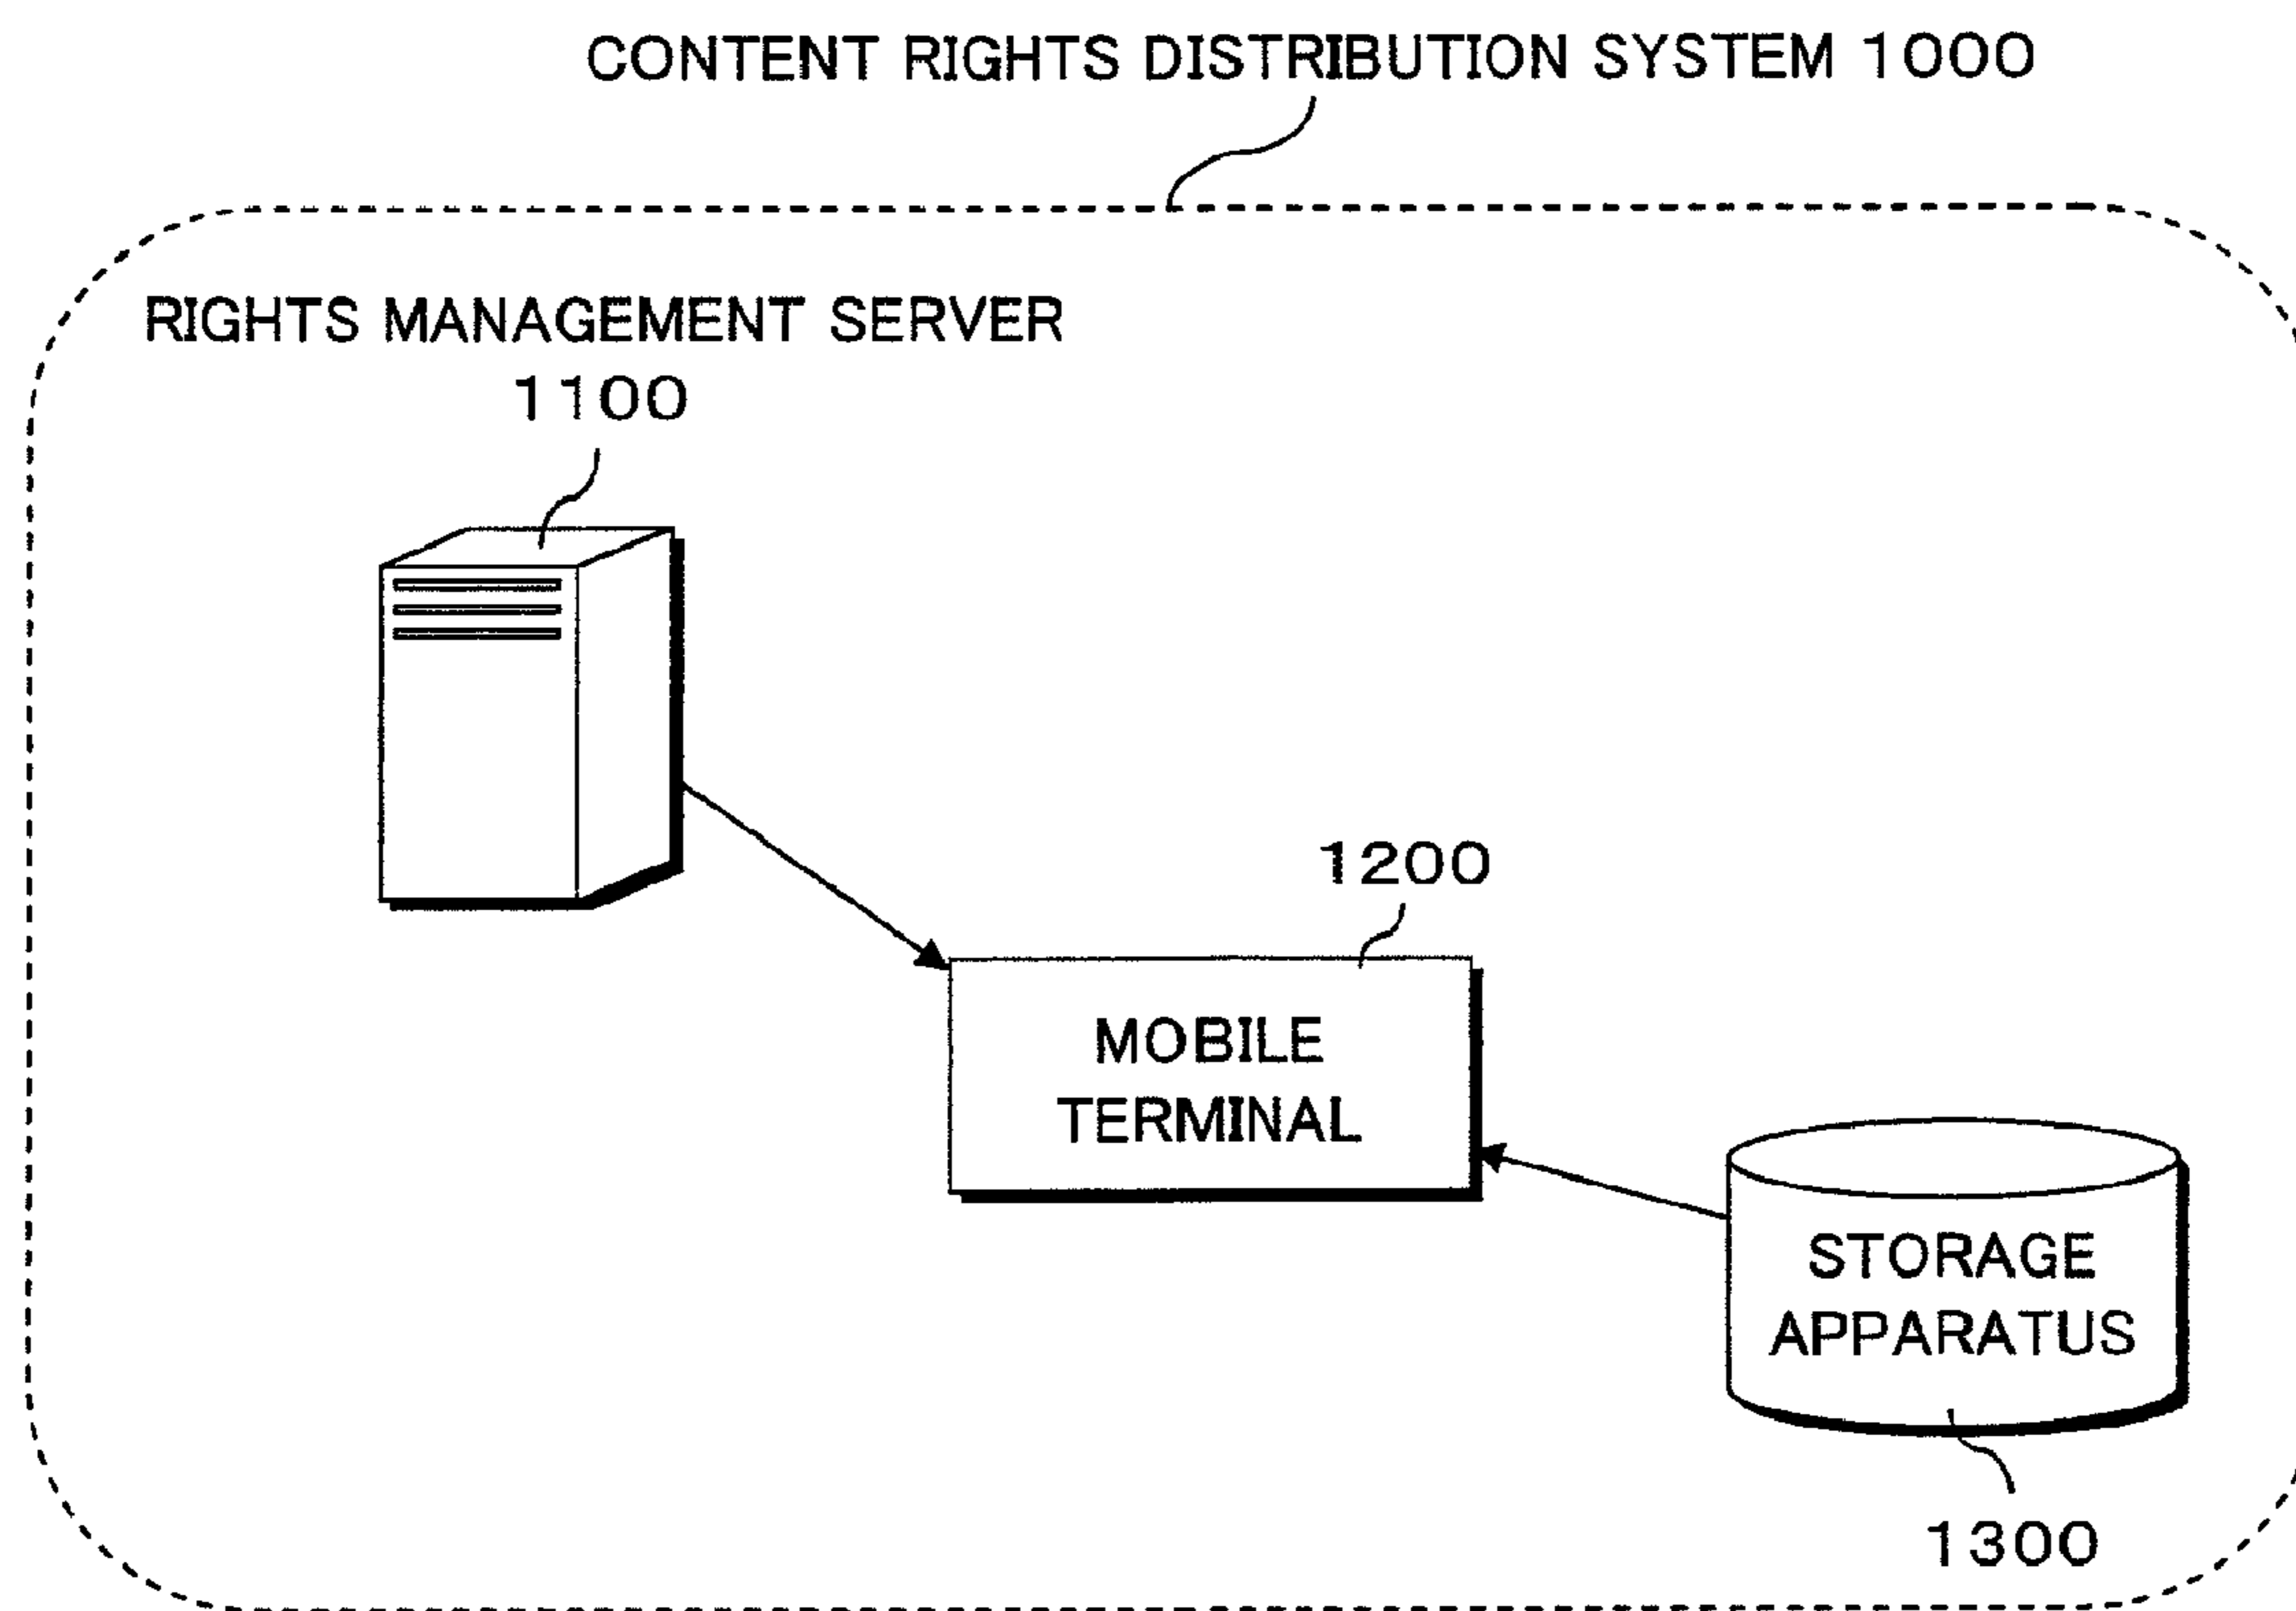 CONTENT RIGHTS DISTRIBUTION SYSTEM 1000
RIGHTS MANAGEMENT SERVER
1100
1200
MOBILE
TERMINAL
STORAGE
APPARATUS
1300